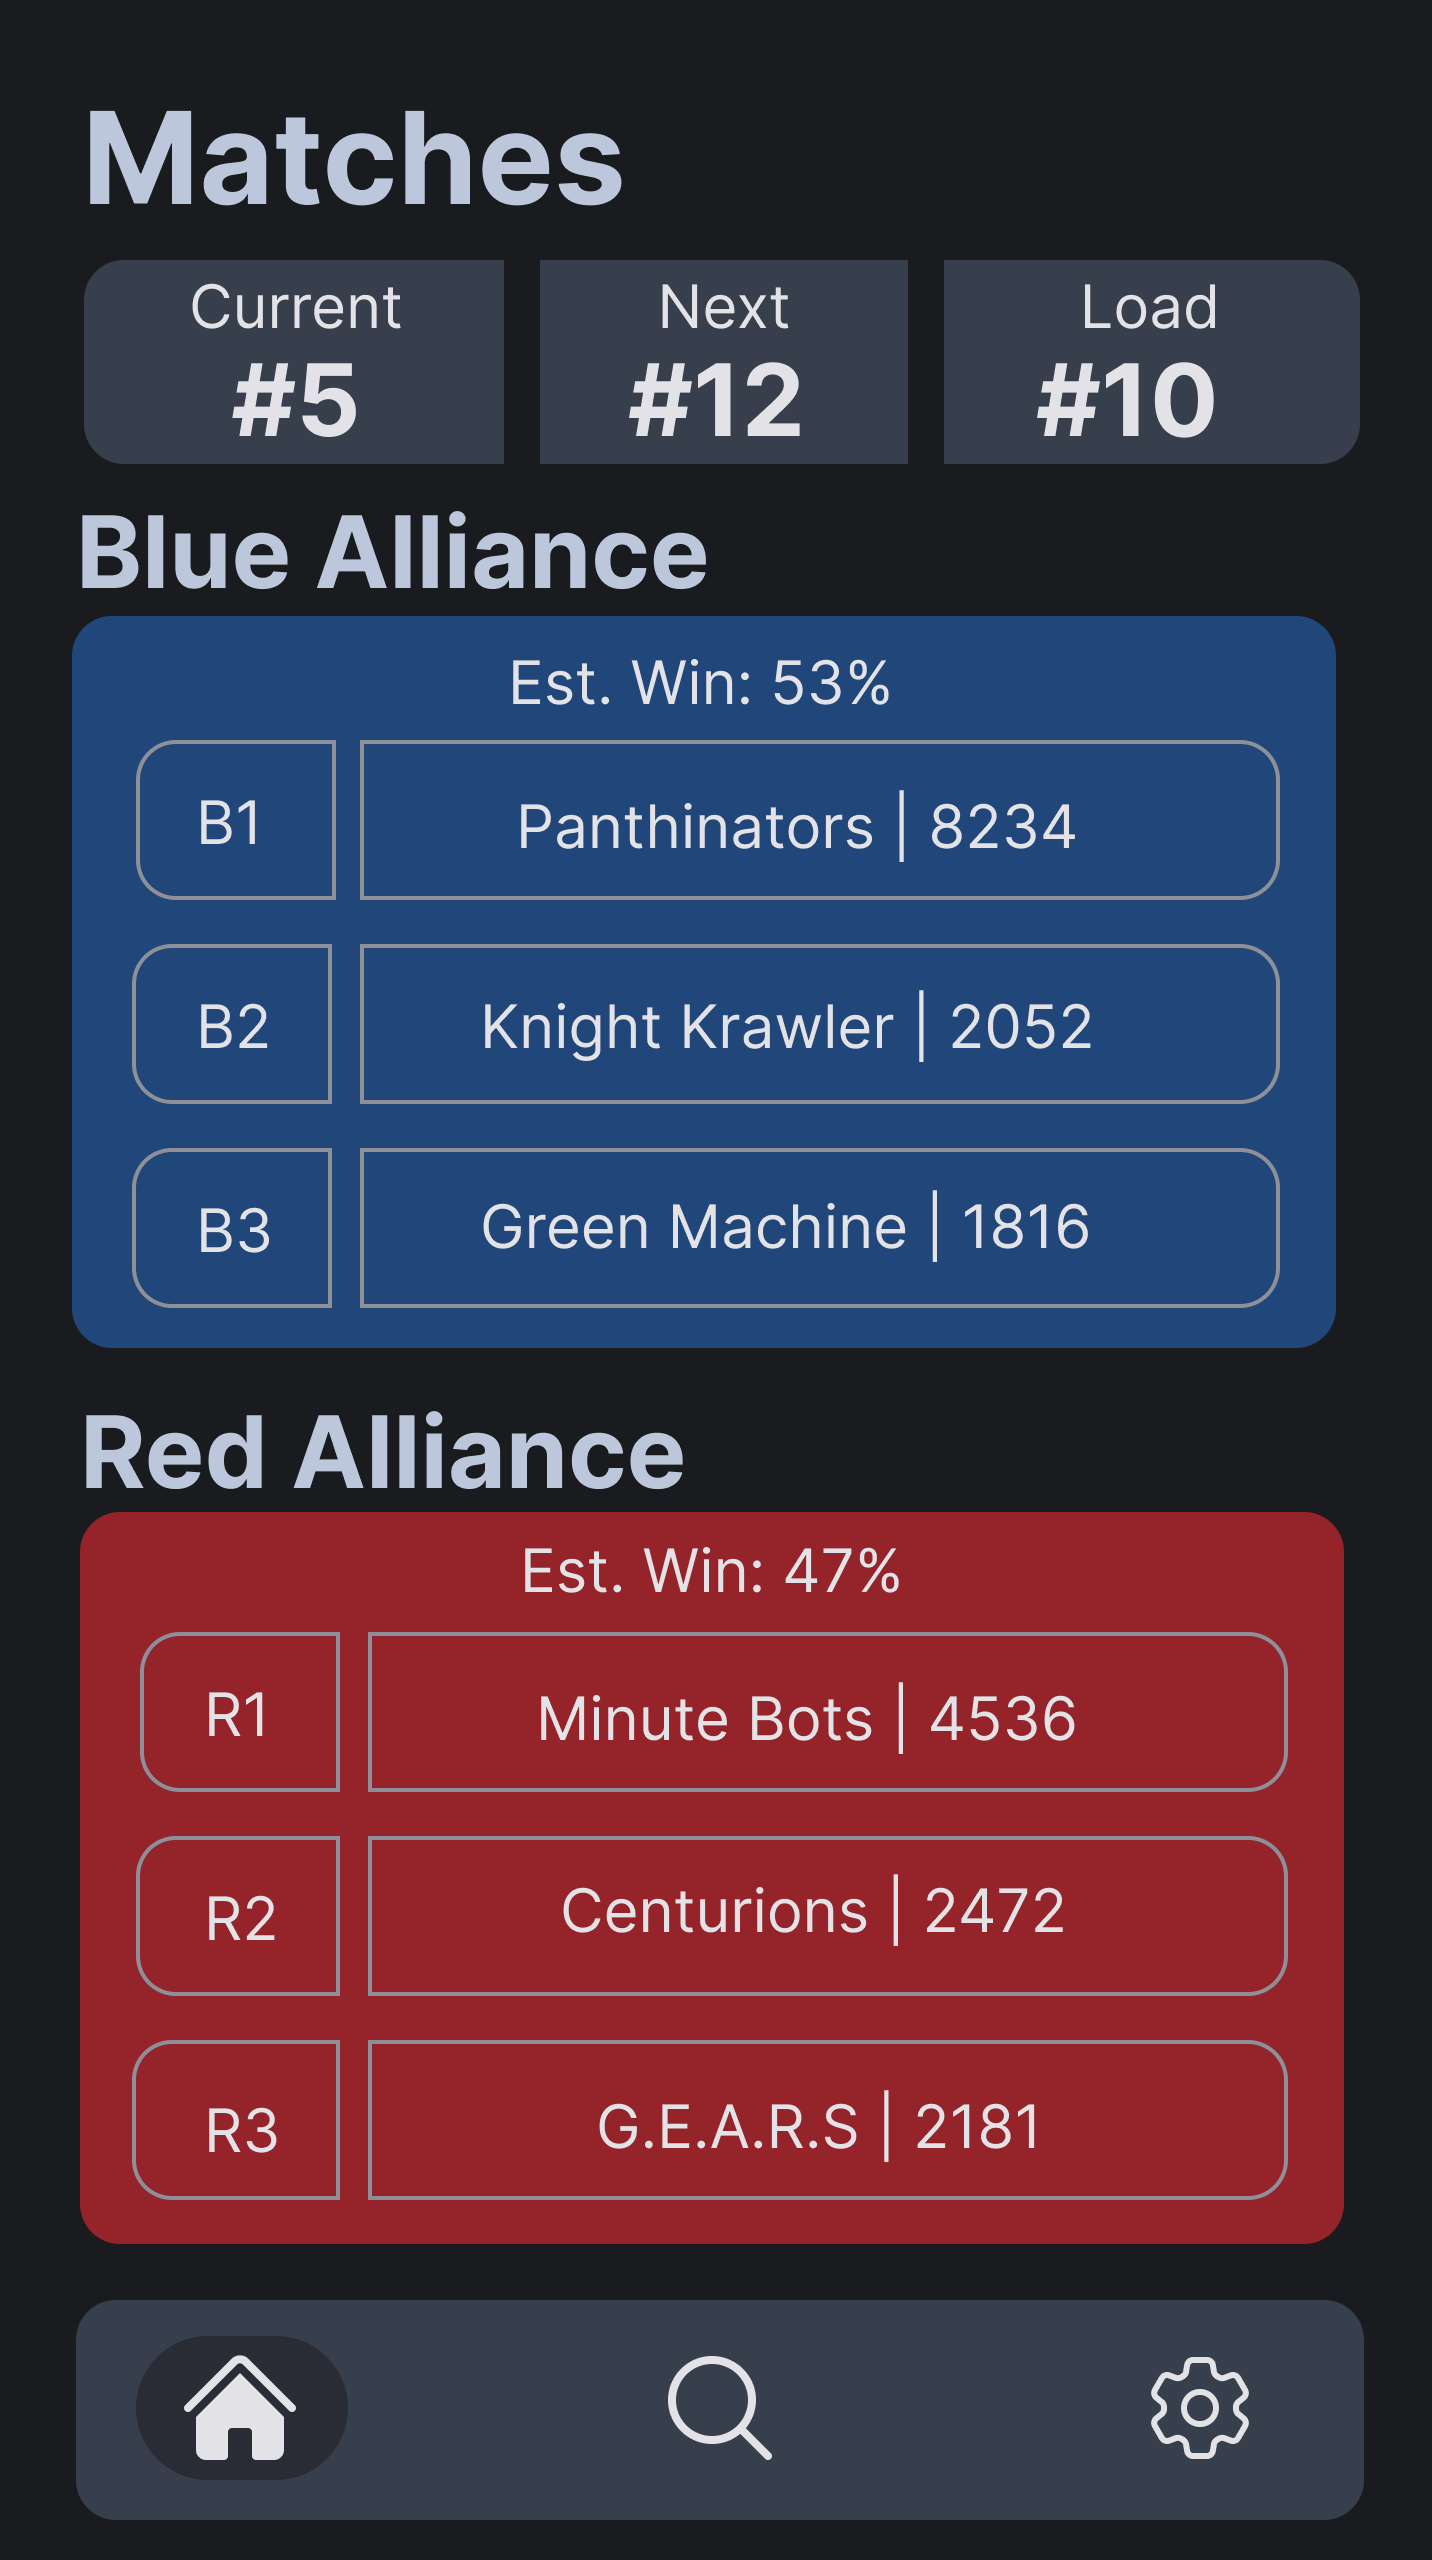 Matches
Current Next Load
#5 #12 #10
Blue Alliance
Est. Win: 53%
B1 Panthinators | 8234
B2 Knight Krawler | 2052
B3 Green Machine | 1816
Red Alliance
Est. Win: 47%
R1 Minute Bots | 4536
R2 Centurions | 2472
R3 G.E.A.R.S | 2181